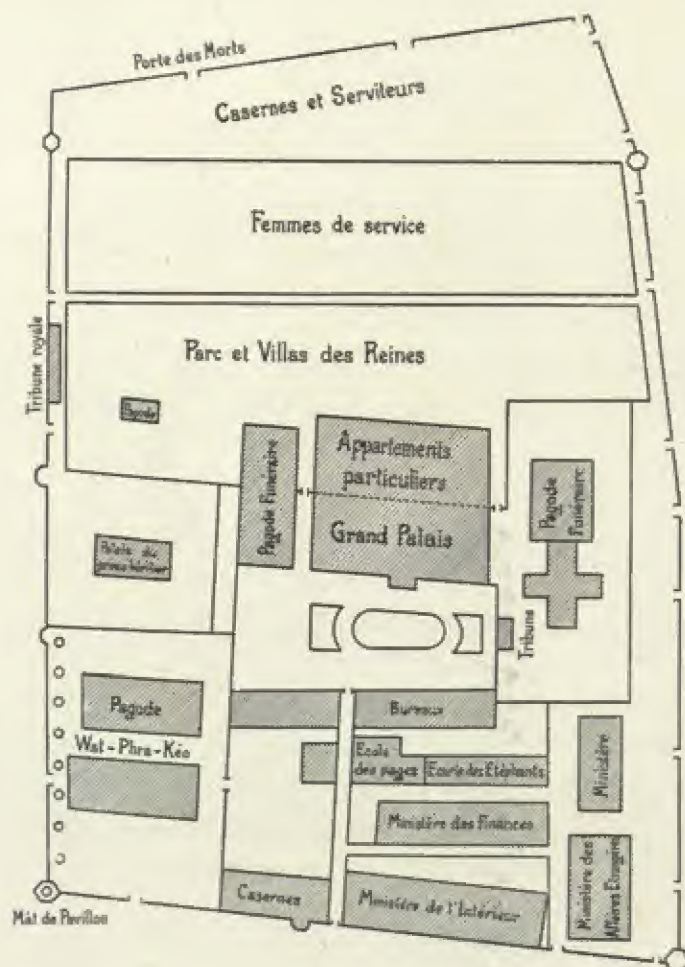 Porte des Morts
Casernes et Serviteurs
Femmes de service
Tribune royale
Parc et Villas des Reines
Pagode
Pagode Funéraire
Appartements
particuliers
Grand Palais
Pagode
Funéraire
Palais du
prince héritier
Tribune
Pagode
Wat-Phra-Kéo
Bureaux
Ecole
des pages
Ecurie des Eléphants
Ministère
Ministère des Finances
Casernes
Ministère de l'Intérieur
Ministère des
Affaires Etrangères
Mât de Pavillon